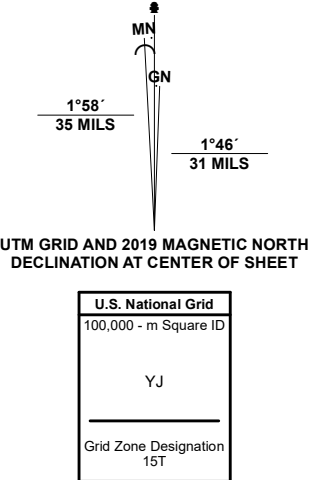 MN
GN
1°58´
35 MILS
1°46´
31 MILS
UTM GRID AND 2019 MAGNETIC NORTH
DECLINATION AT CENTER OF SHEET
U.S. National Grid
100,000 - m Square ID
YJ
Grid Zone Designation
15T